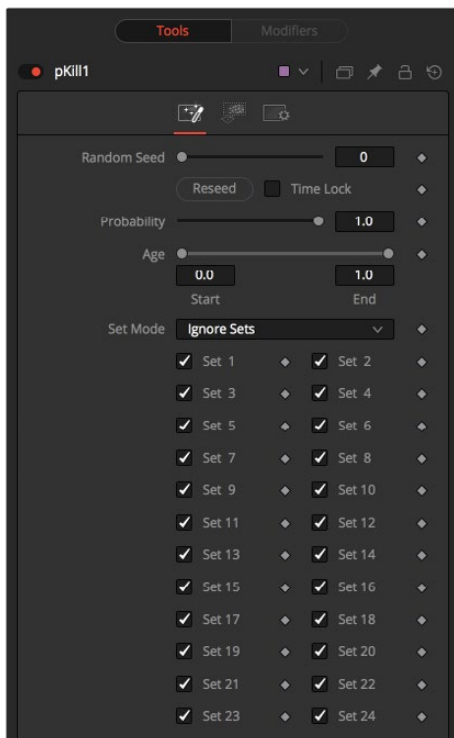 Tools Modifiers
pKill1
Random Seed 0
Reseed Time Lock
Probability 1.0
Age
0.0 1.0
Start End
Set Mode Ignore Sets
Set 1 Set 2
Set 3 Set 4
Set 5 Set 6
Set 7 Set 8
Set 9 Set 10
Set 11 Set 12
Set 13 Set 14
Set 15 Set 16
Set 17 Set 18
Set 19 Set 20
Set 21 Set 22
Set 23 Set 24